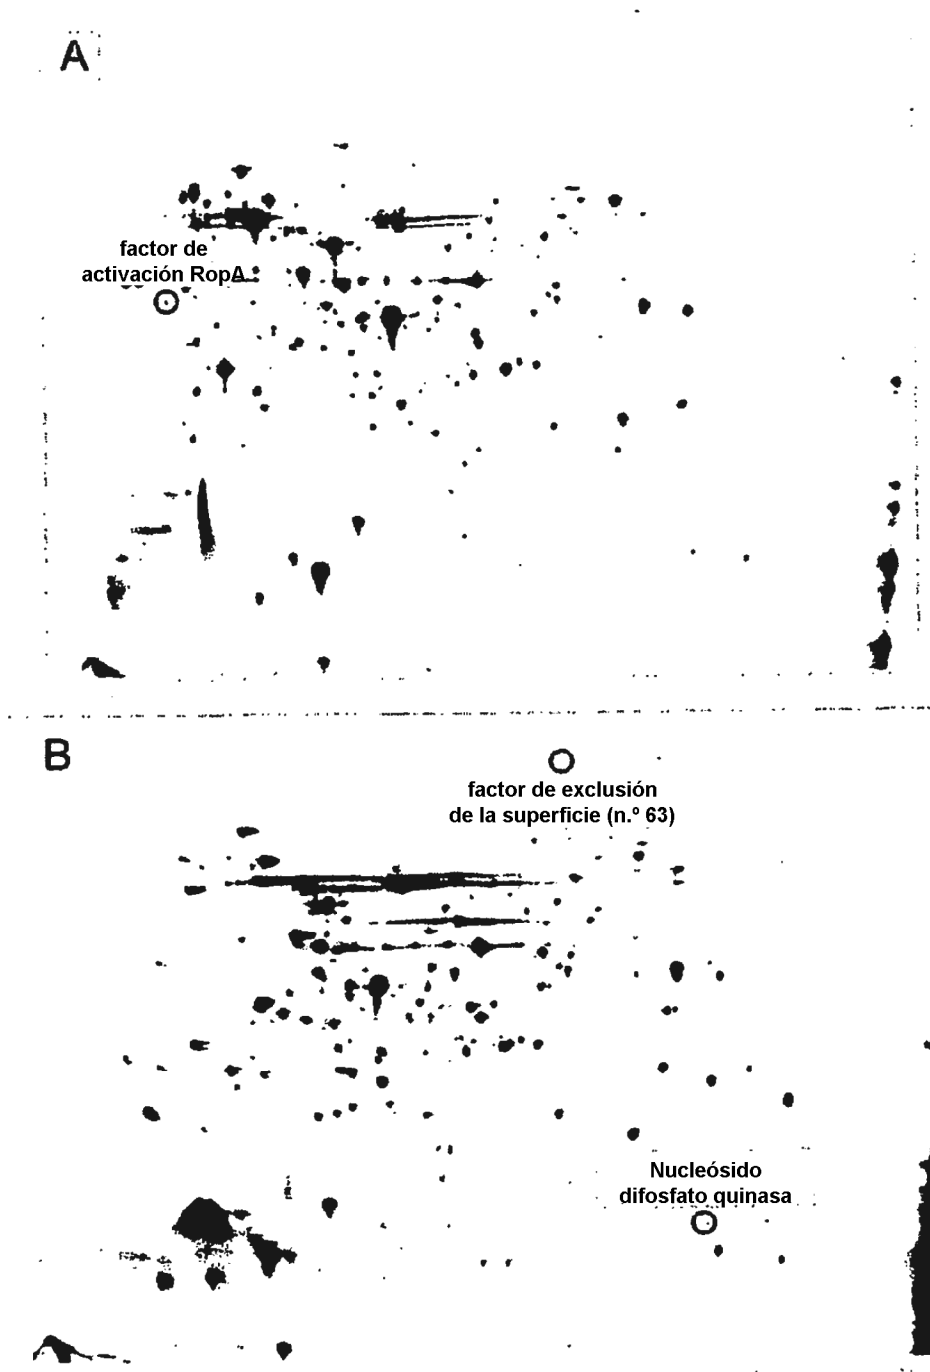 A
factor de
activación RopA
B
factor de exclusión
de la superficie (n.º 63)
Nucleósido
difosfato quinasa